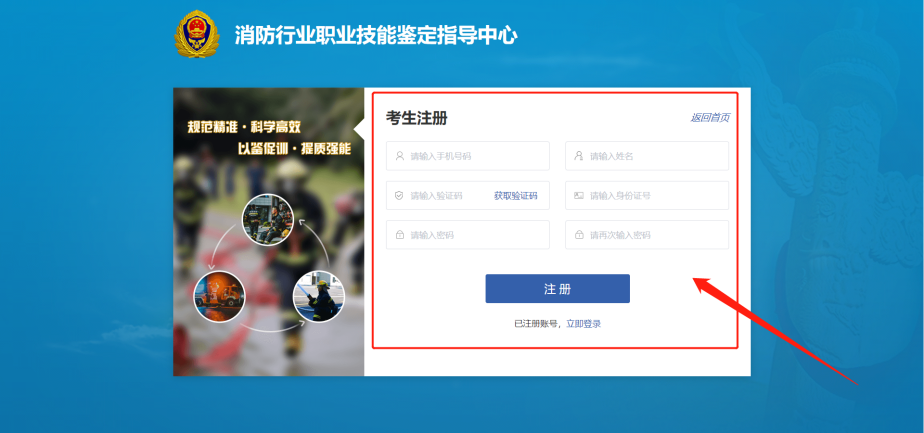 消防行业职业技能鉴定指导中心
规范精准·科学高效
以鉴促训·提质强能
考生注册
返回首页
请输入手机号码
请输入姓名
请输入验证码 获取验证码
请输入身份证号
请输入密码
请再次输入密码
注 册
已注册账号，立即登录